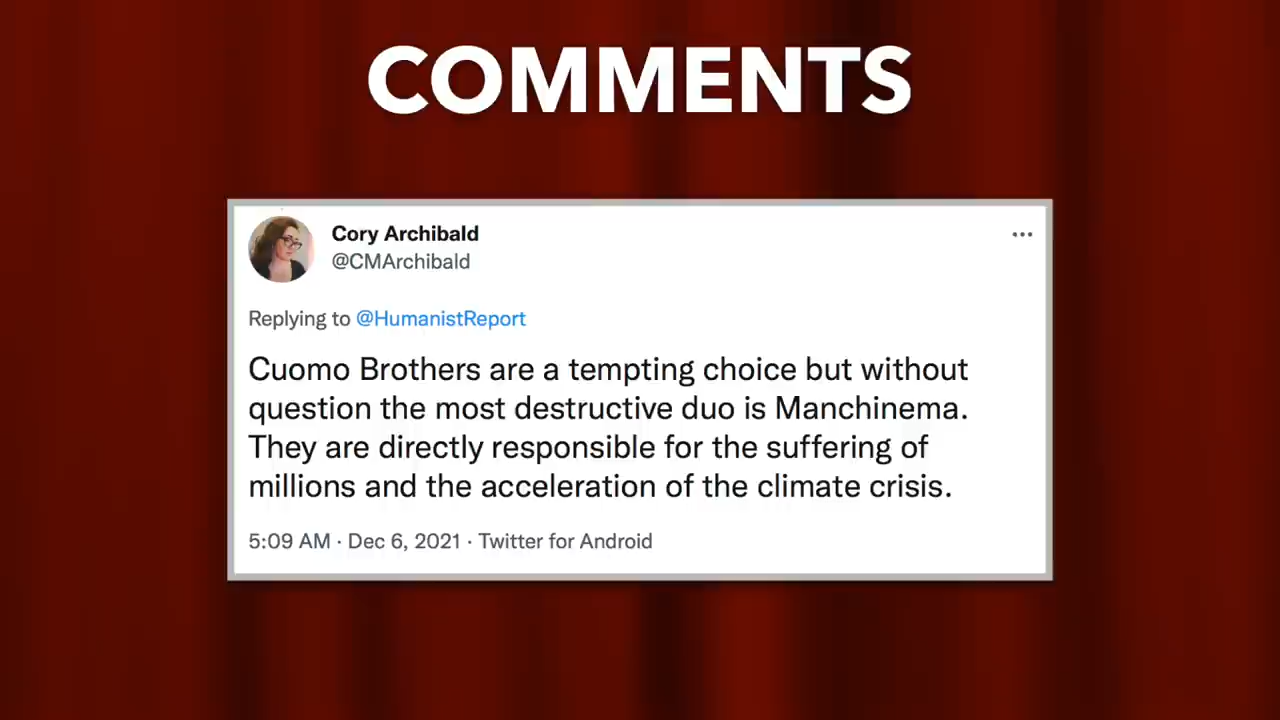 COMMENTS
Cory Archibald
@CMArchibald
Replying to @HumanistReport
Cuomo Brothers are a tempting choice but without
question the most destructive duo is Manchinema.
They are directly responsible for the suffering of
millions and the acceleration of the climate crisis.
5:09 AM · Dec 6, 2021 · Twitter for Android